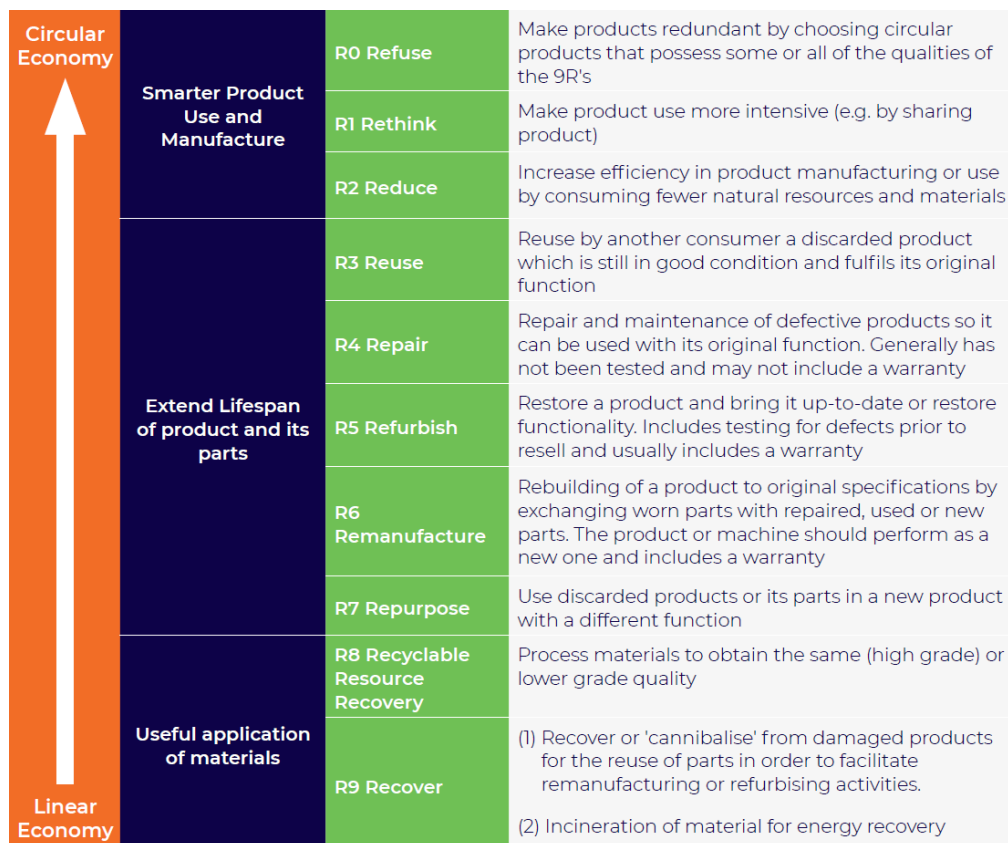 Circular
Economy
Smarter Product
Use and
Manufacture
R0 Refuse
Make products redundant by choosing circular
products that possess some or all of the qualities of
the 9R's
R1 Rethink
Make product use more intensive (e.g. by sharing
product)
R2 Reduce
Increase efficiency in product manufacturing or use
by consuming fewer natural resources and materials
Extend Lifespan
of product and its
parts
R3 Reuse
Reuse by another consumer a discarded product
which is still in good condition and fulfils its original
function
R4 Repair
Repair and maintenance of defective products so it
can be used with its original function. Generally has
not been tested and may not include a warranty
R5 Refurbish
Restore a product and bring it up-to-date or restore
functionality. Includes testing for defects prior to
resell and usually includes a warranty
R6
Remanufacture
Rebuilding of a product to original specifications by
exchanging worn parts with repaired, used or new
parts. The product or machine should perform as a
new one and includes a warranty
R7 Repurpose
Use discarded products or its parts in a new product
with a different function
Useful application
of materials
R8 Recyclable
Resource
Recovery
Process materials to obtain the same (high grade) or
lower grade quality
R9 Recover
(1) Recover or 'cannibalise' from damaged products
for the reuse of parts in order to facilitate
remanufacturing or refurbising activities.
(2) Incineration of material for energy recovery
Linear
Economy